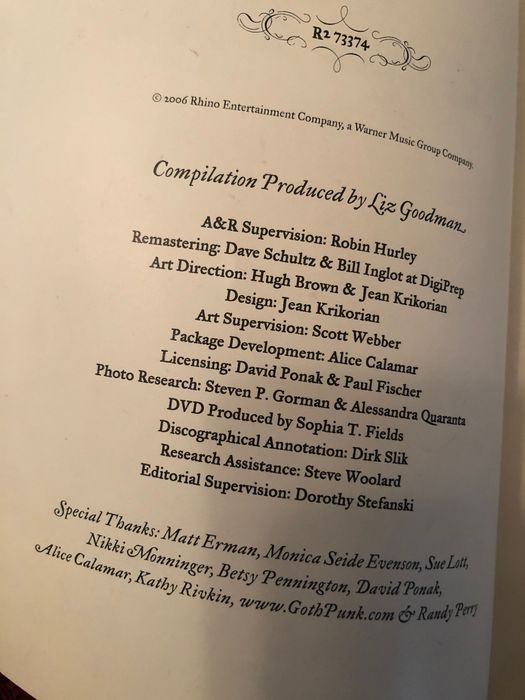 R2 73374
© 2006 Rhino Entertainment Company, a Warner Music Group Company.
Compilation Produced by Liz Goodman
A&R Supervision: Robin Hurley
Remastering: Dave Schultz & Bill Inglot at DigiPrep
Art Direction: Hugh Brown & Jean Krikorian
Design: Jean Krikorian
Art Supervision: Scott Webber
Package Development: Alice Calamar
Licensing: David Ponak & Paul Fischer
Photo Research: Steven P. Gorman & Alessandra Quaranta
DVD Produced by Sophia T. Fields
Discographical Annotation: Dirk Slik
Research Assistance: Steve Woolard
Editorial Supervision: Dorothy Stefanski
Special Thanks: Matt Erman, Monica Seide Evenson, Sue Lott,
Nikki Monninger, Betsy Pennington, David Ponak,
Alice Calamar, Kathy Rivkin, www.GothPunk.com & Randy Perry